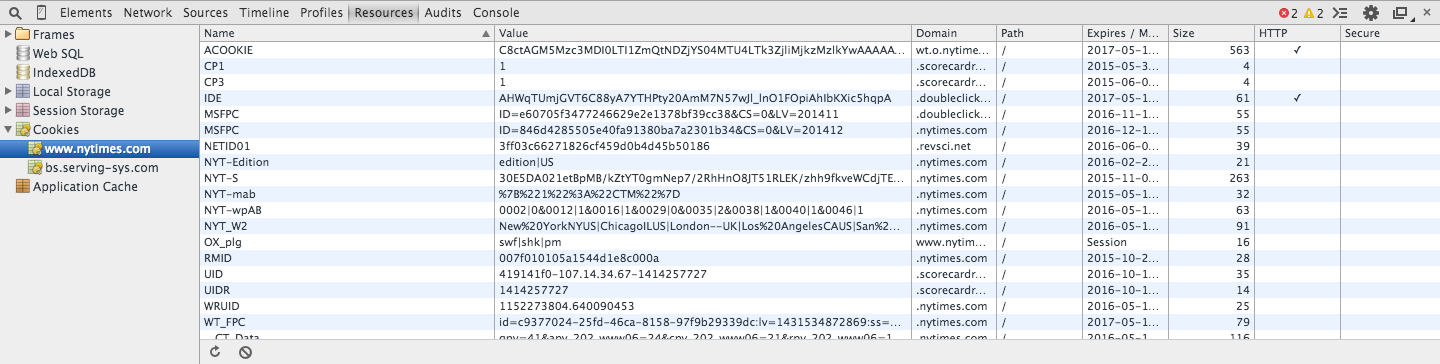 Elements Network Sources Timeline Profiles Resources Audits Console 2 2
Frames
Web SQL
IndexedDB
Local Storage
Session Storage
Cookies
www.nytimes.com
bs.serving-sys.com
Application Cache
Name Value Domain Path Expires / M... Size HTTP Secure
ACOOKIE C8ctAGM5Mzc3MDI0LTI1ZmQtNDZjYS04MTU4LTk3ZjliMjkzMzlkYwAAAAA... wt.o.nytime... / 2017-05-1... 563 ✓
CP1 1 .scorecardr... / 2015-05-3... 4
CP3 1 .scorecardr... / 2015-06-0... 4
IDE AHWqTUmjGVT6C88yA7YTHPty20AmM7N57wJl_lnO1FOpiAhIbKXic5hqpA .doubleclick... / 2017-05-1... 61 ✓
MSFPC ID=e60705f3477246629e2e1378bf39cc38&CS=0&LV=201411 .doubleclick... / 2016-11-1... 55
MSFPC ID=846d4285505e40fa91380ba7a2301b34&CS=0&LV=201412 .nytimes.com / 2016-12-1... 55
NETID01 3ff03c66271826cf459d0b4d45b50186 .revsci.net / 2016-06-0... 39
NYT-Edition edition|US .nytimes.com / 2016-02-2... 21
NYT-S 30E5DA021etBpMB/kZtYT0gmNep7/2RhHnO8JT51RLEK/zhh9fkveWCdjTE... .nytimes.com / 2015-11-0... 263
NYT-mab %7B%221%22%3A%22CTM%22%7D .nytimes.com / 2015-05-1... 32
NYT-wpAB 0002|0&0012|1&0016|1&0029|0&0035|2&0038|1&0040|1&0046|1 .nytimes.com / 2016-05-1... 63
NYT_W2 New%20YorkNYUS|ChicagoILUS|London--UK|Los%20AngelesCAUS|San%2... .nytimes.com / 2016-05-1... 91
OX_plg swf|shk|pm www.nytim... / Session 16
RMID 007f010105a1544d1e8c000a .nytimes.com / 2015-10-2... 28
UID 419141f0-107.14.34.67-1414257727 .scorecardr... / 2016-10-1... 35
UIDR 1414257727 .scorecardr... / 2016-10-1... 14
WRUID 1152273804.640090453 .nytimes.com / 2016-05-1... 25
WT_FPC id=c9377024-25fd-46ca-8158-97f9b29339dc:lv=1431534872869:ss=... .nytimes.com / 2017-05-1... 79